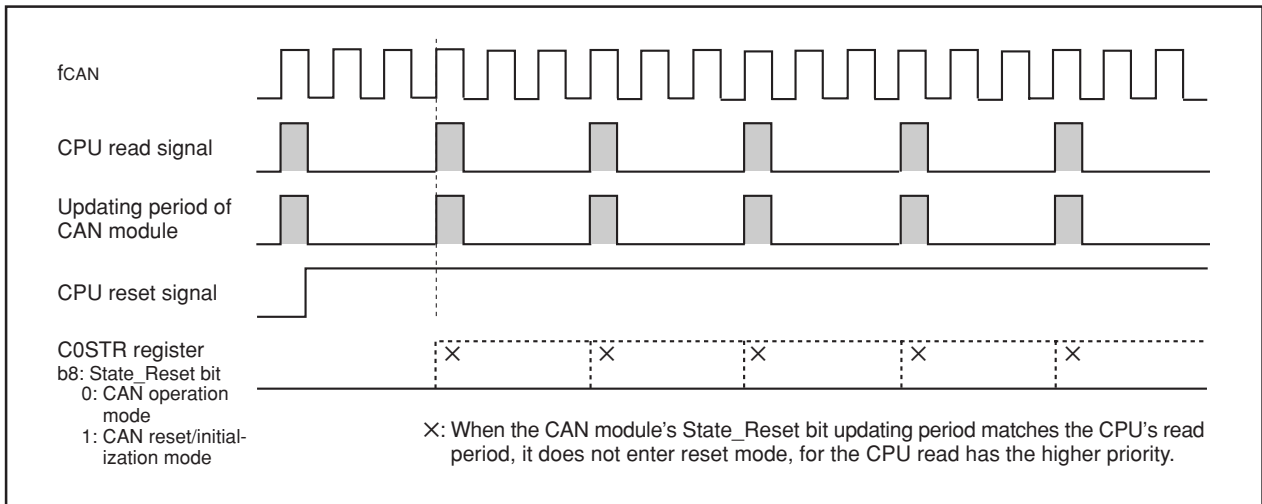 fCAN
CPU read signal
Updating period of
CAN module
CPU reset signal
C0STR register
b8: State_Reset bit
0: CAN operation
mode
1: CAN reset/initial-
ization mode
×: When the CAN module's State_Reset bit updating period matches the CPU's read
period, it does not enter reset mode, for the CPU read has the higher priority.